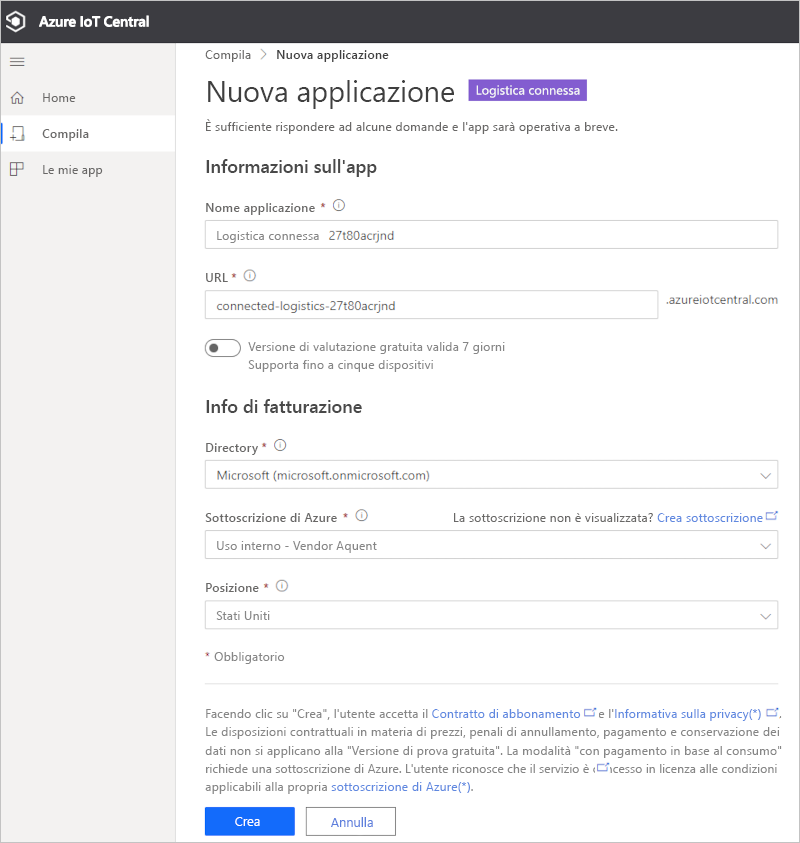 Azure IoT Central
Compila > Nuova applicazione
Home
Compila
Le mie app
Nuova applicazione Logistica connessa
È sufficiente rispondere ad alcune domande e l'app sarà operativa a breve.
Informazioni sull'app
Nome applicazione *
Logistica connessa 27t80acrjnd
URL *
connected-logistics-27t80acrjnd .azureiotcentral.com
Versione di valutazione gratuita valida 7 giorni
Supporta fino a cinque dispositivi
Info di fatturazione
Directory *
Microsoft (microsoft.onmicrosoft.com)
Sottoscrizione di Azure * La sottoscrizione non è visualizzata? Crea sottoscrizione
Uso interno - Vendor Aquent
Posizione *
Stati Uniti
* Obbligatorio
Facendo clic su "Crea", l'utente accetta il Contratto di abbonamento e l'Informativa sulla privacy(*) .
Le disposizioni contrattuali in materia di prezzi, penali di annullamento, pagamento e conservazione dei
dati non si applicano alla "Versione di prova gratuita". La modalità "con pagamento in base al consumo"
richiede una sottoscrizione di Azure. L'utente riconosce che il servizio è in licenza alle condizioni
applicabili alla propria sottoscrizione di Azure(*).
Crea Annulla